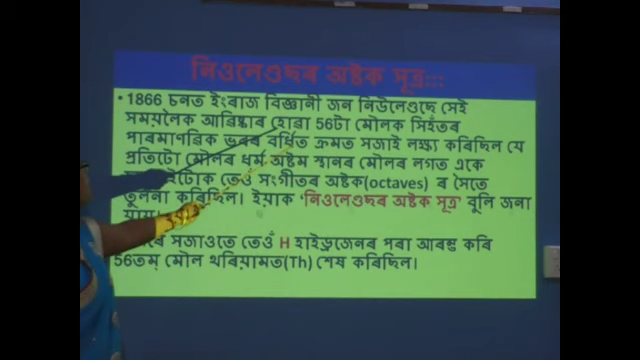 নিওলেণ্ডছৰ অষ্টক সূত্ৰ:::
• 1866 চনত ইংৰাজ বিজ্ঞানী জন নিউলেণ্ডছে সেই
সময়লৈক আৱিষ্কাৰ হোৱা 56টা মৌলক সিহঁতৰ
পাৰমাণৱিক ভৰৰ বৰ্ধিত ক্ৰমত সজাই লক্ষ্য কৰিছিল যে
প্ৰতিটো মৌলৰ ধৰ্ম অষ্টম স্থানৰ মৌলৰ লগত একে
তেওঁ সংগীতৰ অষ্টক(octaves) ৰ সৈতে
তুলনা কৰিছিল। ইয়াক ‘নিওলেণ্ডছৰ অষ্টক সূত্ৰ’ বুলি জনা
যায়।
সজাওতে তেওঁ H হাইড্ৰজেনৰ পৰা আৰম্ভ কৰি
56তম্ মৌল থৰিয়ামত(Th) শেষ কৰিছিল।